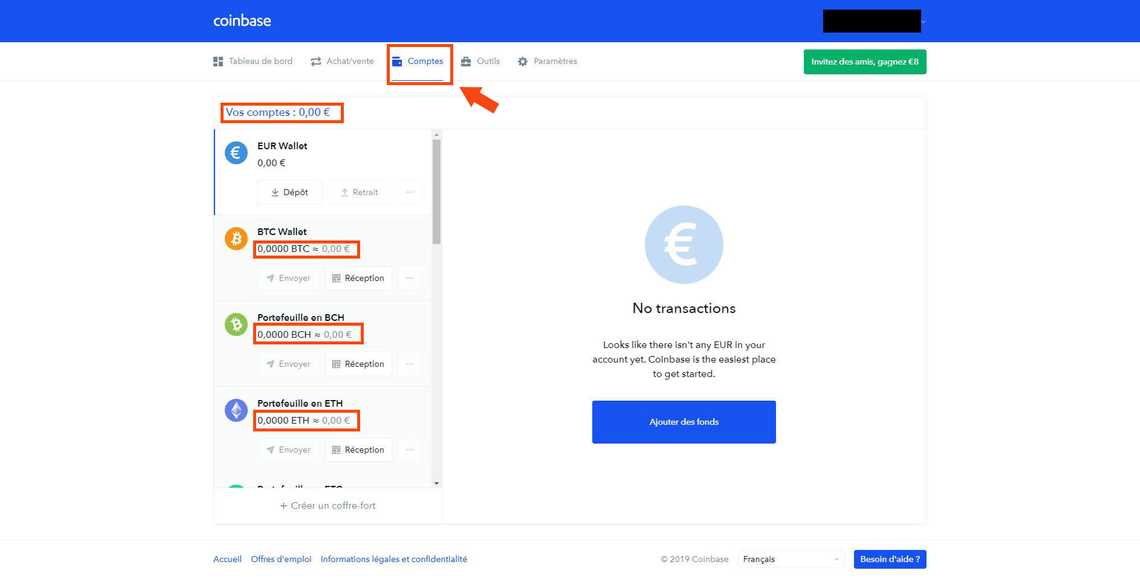 coinbase
Tableau de bord
Achat/vente
Comptes
Outils
Paramètres
Invitez des amis, gagnez €8
Vos comptes : 0,00 €
EUR Wallet
0,00 €
Dépôt
Retrait
BTC Wallet
0,0000 BTC ≈ 0,00 €
Envoyer
Réception
Portefeuille en BCH
0,0000 BCH ≈ 0,00 €
Envoyer
Réception
Portefeuille en ETH
0,0000 ETH ≈ 0,00 €
Envoyer
Réception
+ Créer un coffre-fort
No transactions
Looks like there isn't any EUR in your
account yet. Coinbase is the easiest place
to get started.
Ajouter des fonds
Accueil
Offres d'emploi
Informations légales et confidentialité
© 2019 Coinbase
Français
Besoin d'aide ?